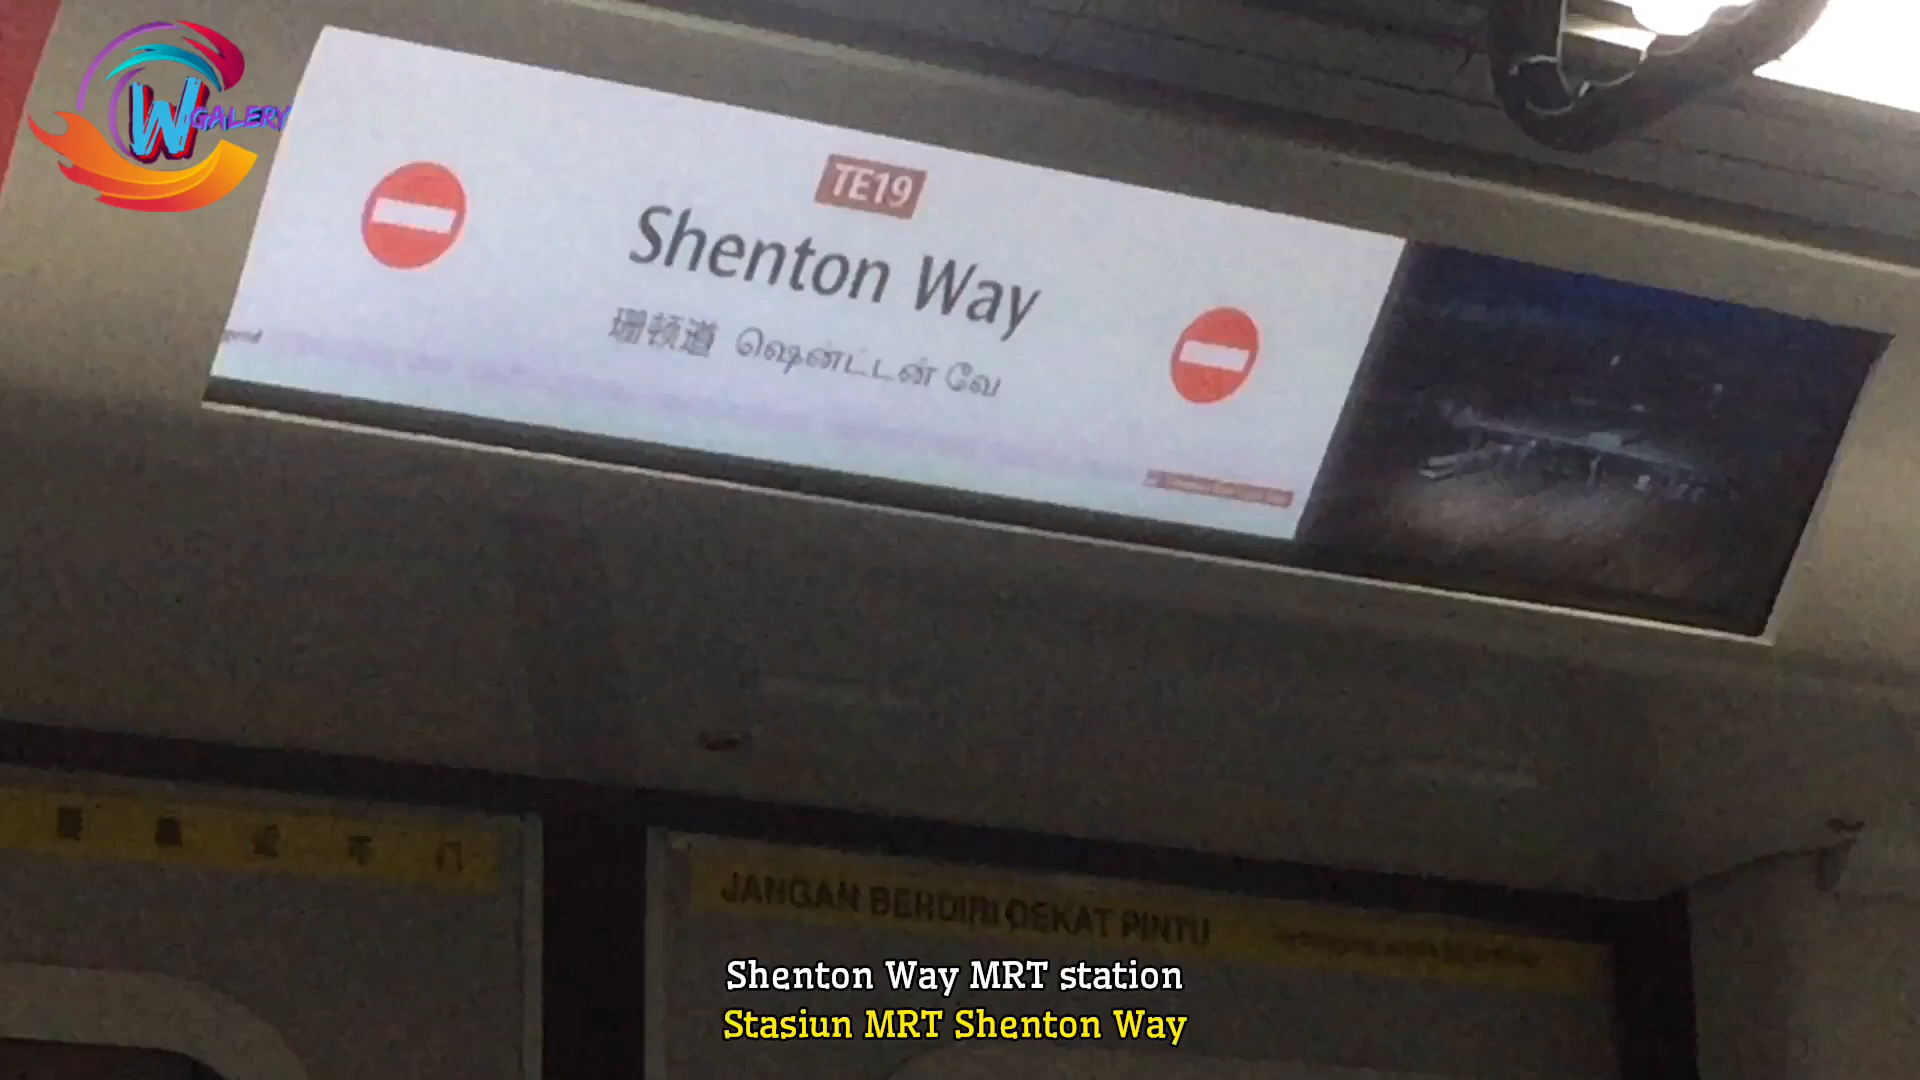 W GALERY
TE19
Shenton Way
珊顿道 ஷென்ட்டன் வே
JANGAN BERDIRI DEKAT PINTU
Shenton Way MRT station
Stasiun MRT Shenton Way